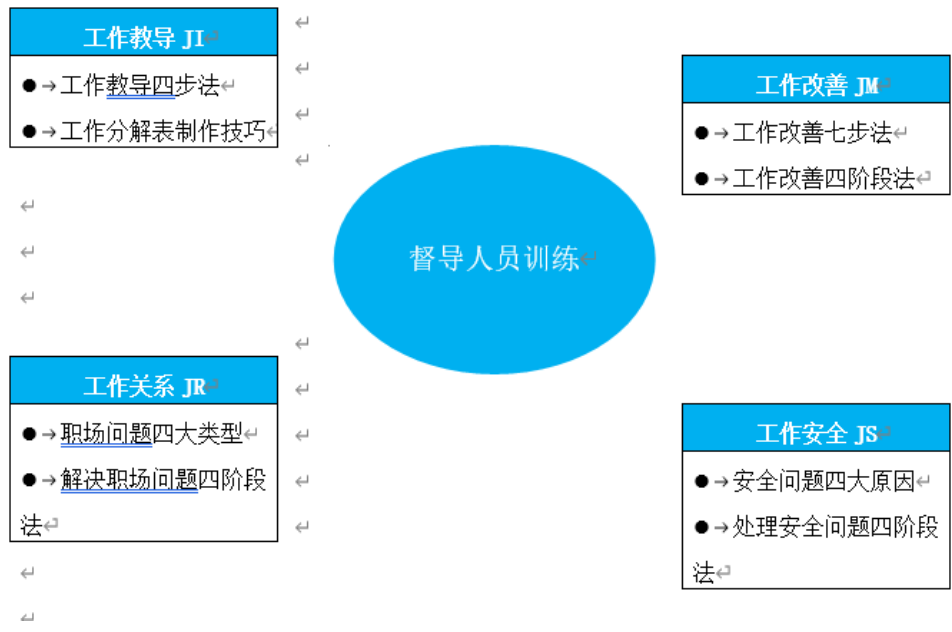 工作教导 JI
●→工作教导四步法
●→工作分解表制作技巧
工作改善 JM
●→工作改善七步法
●→工作改善四阶段法
督导人员训练
工作关系 JR
●→职场问题四大类型
●→解决职场问题四阶段
法
工作安全 JS
●→安全问题四大原因
●→处理安全问题四阶段
法